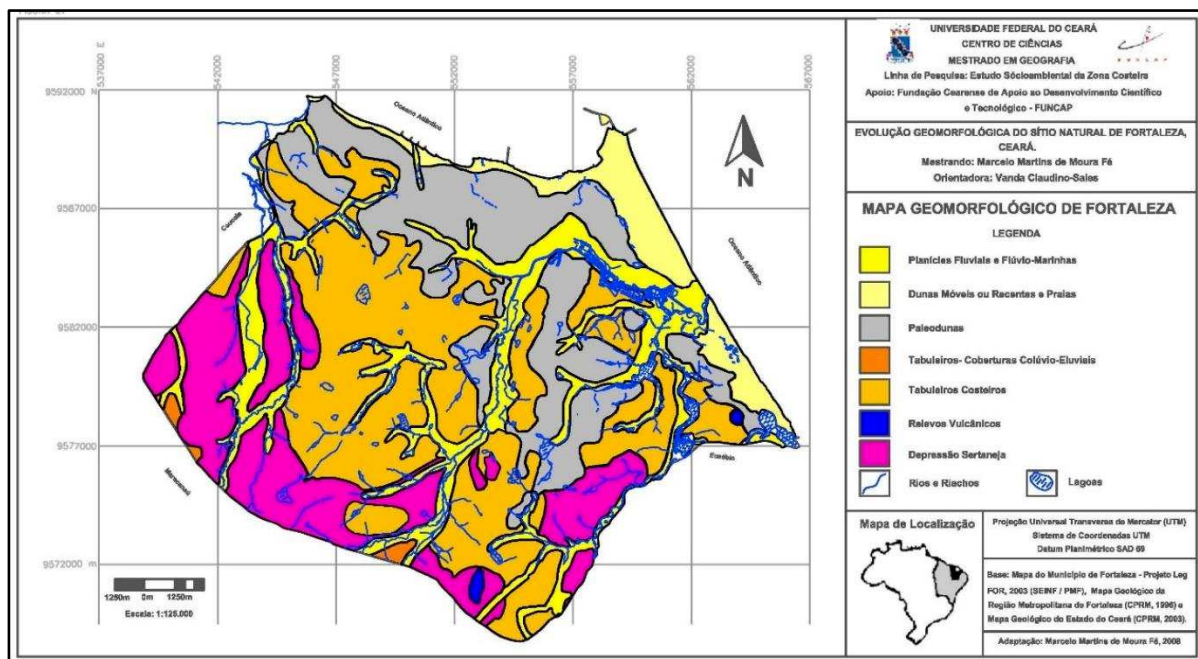 537000 E
542000
547000
552000
557000
562000
567000
9592000 N
9587000
9582000
9577000
9572000 m
Oceano Atlântico
Oceano Atlântico
Caucaia
Maracanaú
Eusébio
N
1250m 0m 1250m
Escala: 1:125.000
UNIVERSIDADE FEDERAL DO CEARÁ
CENTRO DE CIÊNCIAS
MESTRADO EM GEOGRAFIA
Linha de Pesquisa: Estudo Sócioambiental da Zona Costeira
Apoio: Fundação Cearense de Apoio ao Desenvolvimento Científico
e Tecnológico - FUNCAP
EVOLUÇÃO GEOMORFOLÓGICA DO SÍTIO NATURAL DE FORTALEZA,
CEARÁ.
Mestrando: Marcelo Martins de Moura Fé
Orientadora: Vanda Claudino-Sales
MAPA GEOMORFOLÓGICO DE FORTALEZA
LEGENDA
Planícies Fluviais e Flúvio-Marinhas
Dunas Móveis ou Recentes e Praias
Paleodunas
Tabuleiros- Coberturas Colúvio-Eluviais
Tabuleiros Costeiros
Relevos Vulcânicos
Depressão Sertaneja
Rios e Riachos
Lagoas
Mapa de Localização
Projeção Universal Transversa de Mercator (UTM)
Sistema de Coordenadas UTM
Datum Planimétrico SAD 69
Base: Mapa do Município de Fortaleza - Projeto Leg
FOR, 2003 (SEINF / PMF), Mapa Geológico da
Região Metropolitana de Fortaleza (CPRM, 1996) e
Mapa Geológico do Estado do Ceará (CPRM, 2003).
Adaptação: Marcelo Martins de Moura Fé, 2008